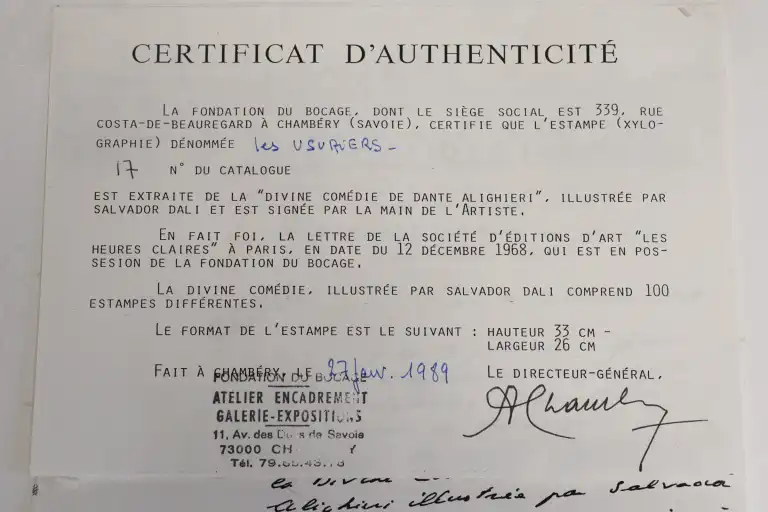 CERTIFICAT D'AUTHENTICITÉ
LA FONDATION DU BOCAGE, DONT LE SIÈGE SOCIAL EST 339, RUE
COSTA-DE-BEAUREGARD À CHAMBÉRY (SAVOIE), CERTIFIE QUE L'ESTAMPE (XYLO-
GRAPHIE) DÉNOMMÉE les USURIERS -
17 N° DU CATALOGUE
EST EXTRAITE DE LA "DIVINE COMÉDIE DE DANTE ALIGHIERI", ILLUSTRÉE PAR
SALVADOR DALI ET EST SIGNÉE PAR LA MAIN DE L'ARTISTE.
EN FAIT FOI, LA LETTRE DE LA SOCIÉTÉ D'ÉDITIONS D'ART "LES
HEURES CLAIRES" À PARIS, EN DATE DU 12 DÉCEMBRE 1968, QUI EST EN POS-
SESION DE LA FONDATION DU BOCAGE.
LA DIVINE COMÉDIE, ILLUSTRÉE PAR SALVADOR DALI COMPREND 100
ESTAMPES DIFFÉRENTES.
LE FORMAT DE L'ESTAMPE EST LE SUIVANT : HAUTEUR 33 CM -
LARGEUR 26 CM
FAIT À CHAMBÉRY, LE 27 janv. 1989 LE DIRECTEUR-GÉNÉRAL,
FONDATION DU BOCAGE
ATELIER ENCADREMENT
GALERIE-EXPOSITIONS
11, Av. des Ducs de Savoie
73000 CH Y
Tél. 79.
la Divine
Alighieri illustrée par Salvador